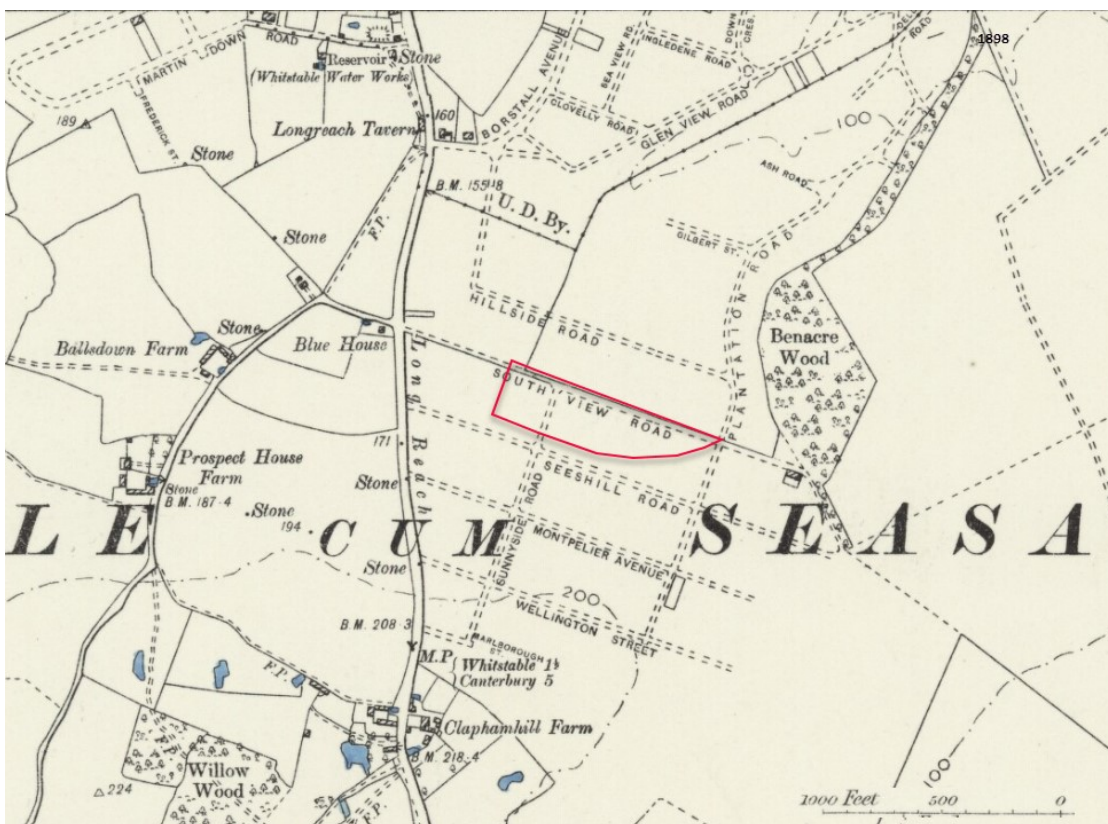 1898
MARTIN DOWN ROAD
Reservoir
Stone
(Whitstable Water Works
FREDERICK ST.
189
Stone
Longreach Tavern
160
BORSTALL AVENUE
SEA VIEW RD
INGLEDENE ROAD
DOWN CRES.
CLOVELLY ROAD
GLEN VIEW ROAD
ROAD
100
ASH ROAD
B.M. 155·8
U. D. By.
F.P.
Stone
GILBERT ST.
PLANTATION ROAD
HILLSIDE ROAD
Stone
Ballsdown Farm
Blue House
Benacre
Wood
Long Reach
SOUTH VIEW ROAD
171
Prospect House
Farm
Stone
B.M. 187·4
Stone
SEESHILL ROAD
SUNNYSIDE ROAD
Stone
194
LE CUM SEASA
MONTPELIER AVENUE
Stone
200
WELLINGTON STREET
B.M. 208·3
MARLBOROUGH
ST.
M.P
Whitstable 1½
Canterbury 5
F.P.
Claphamhill Farm
B.M. 218·4
F.P.
Willow
Wood
224
F.P.
100
1000 Feet 500 0